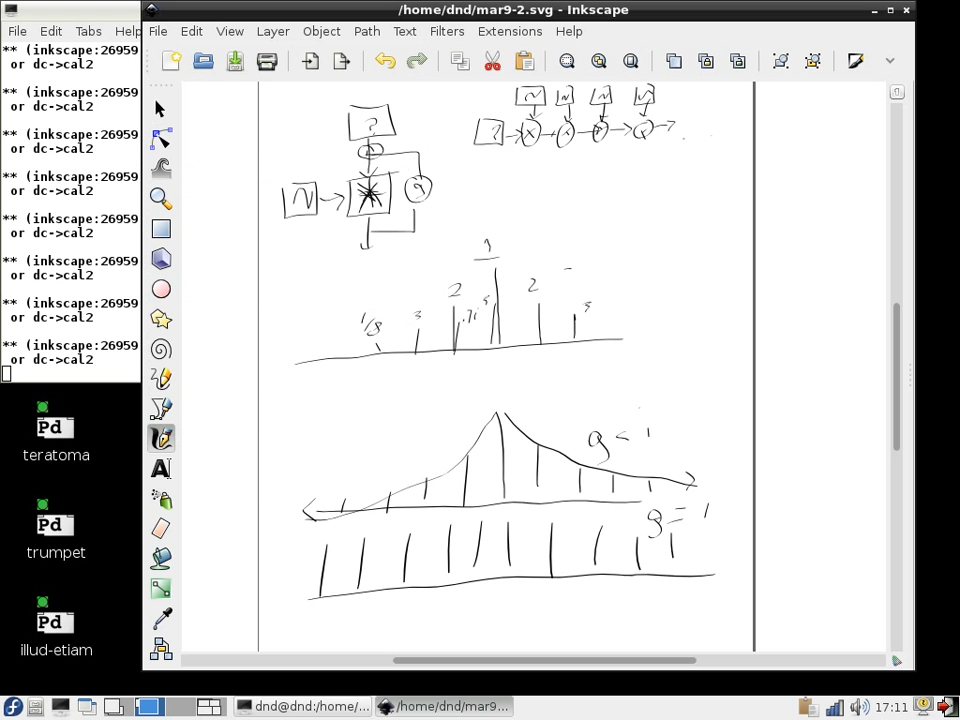 /home/dnd/mar9-2.svg - Inkscape
File Edit Tabs Help
File Edit View Layer Object Path Text Filters Extensions Help
** (inkscape:26959
or dc->cal2
** (inkscape:26959
or dc->cal2
** (inkscape:26959
or dc->cal2
** (inkscape:26959
or dc->cal2
** (inkscape:26959
or dc->cal2
** (inkscape:26959
or dc->cal2
** (inkscape:26959
or dc->cal2
** (inkscape:26959
or dc->cal2
?
?
g
1
2
2
1/8
3
g < 1
g = 1
Pd
teratoma
Pd
trumpet
Pd
illud-etiam
dnd@dnd:/home/...
/home/dnd/mar9...
17:11